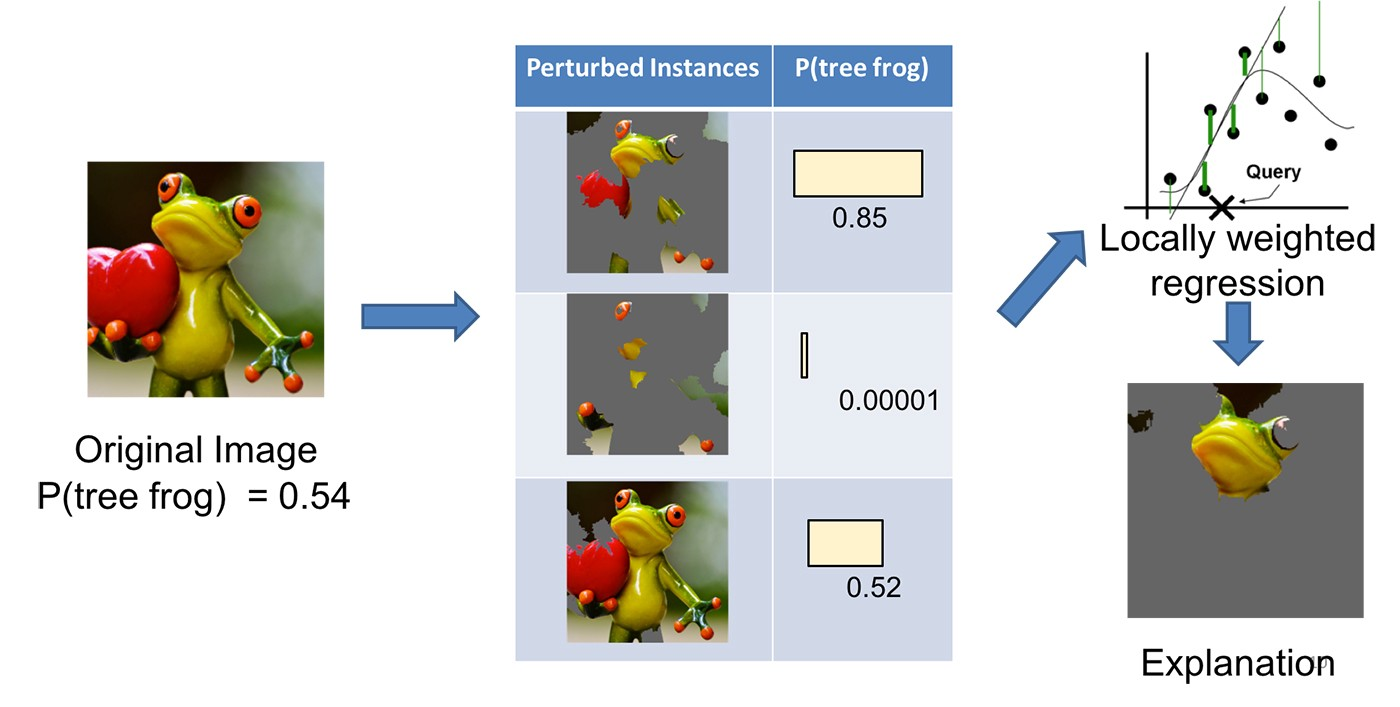 Original Image
P(tree frog) = 0.54
Perturbed Instances
P(tree frog)
0.85
0.00001
0.52
Query
Locally weighted
regression
Explanation